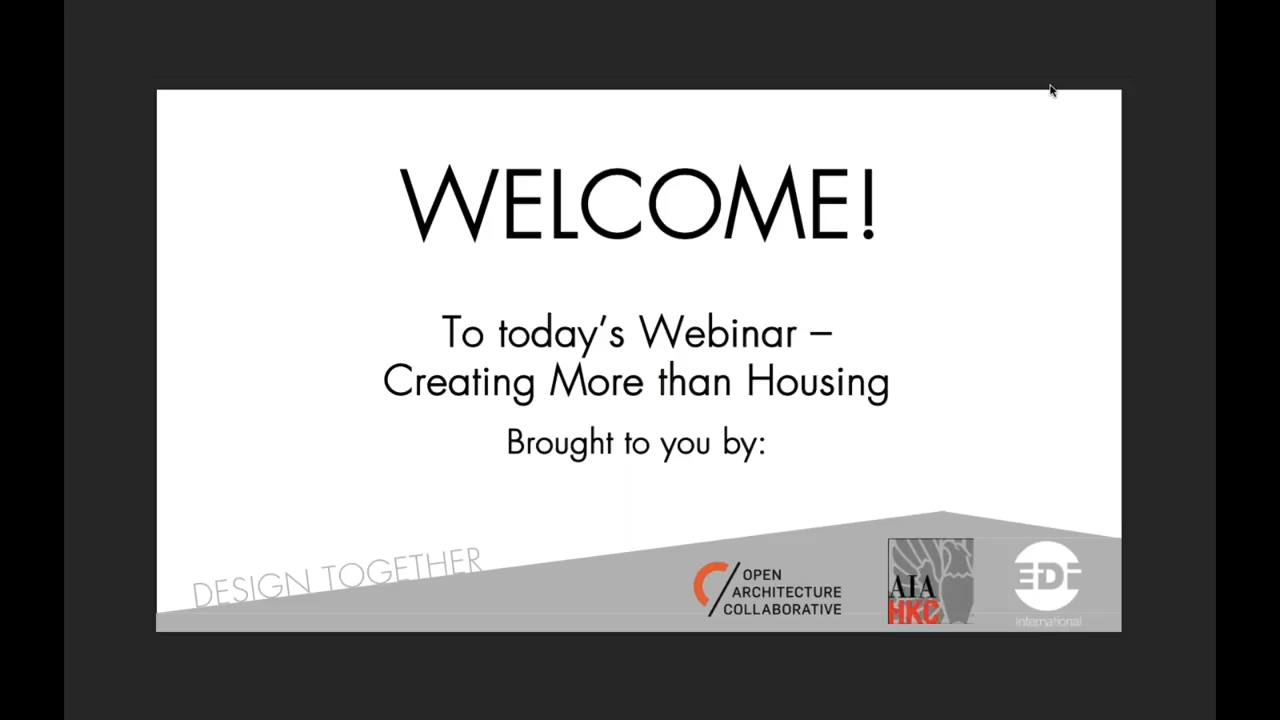 WELCOME!
To today's Webinar –
Creating More than Housing
Brought to you by:
DESIGN TOGETHER
OPEN
ARCHITECTURE
COLLABORATIVE
AIA
HKC
EDI
International